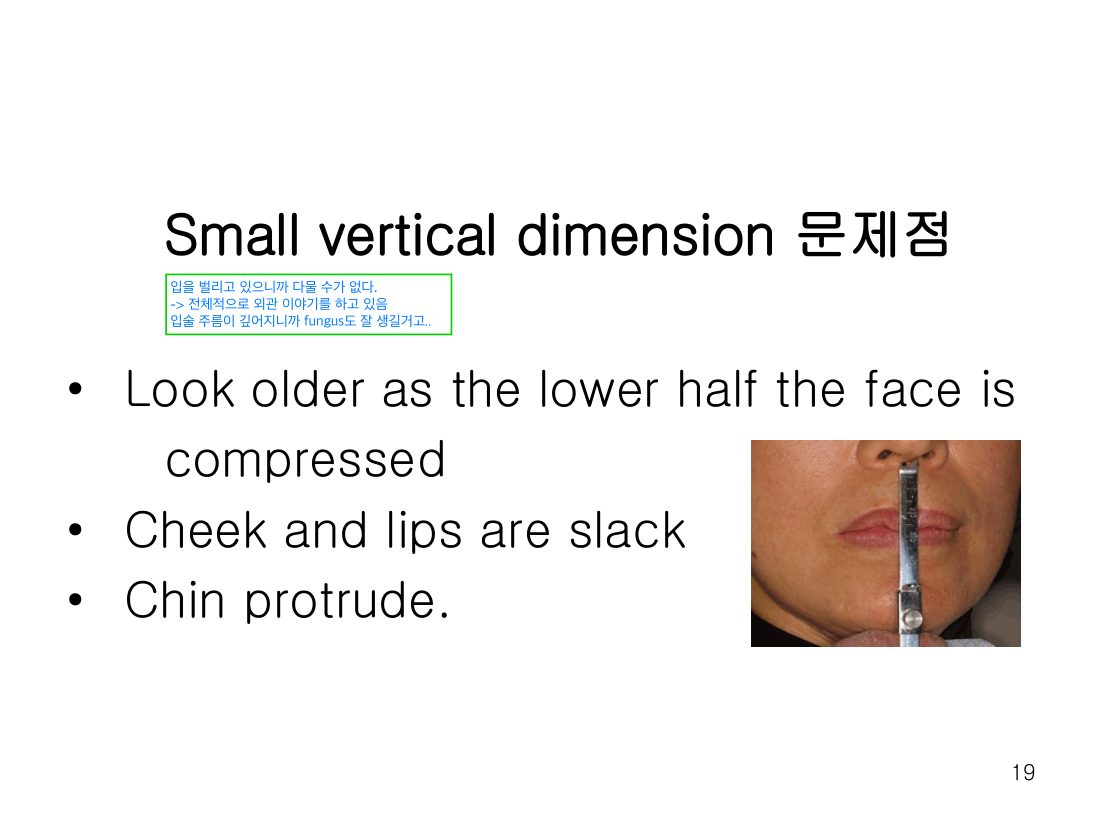 Small vertical dimension 문제점
입을 벌리고 있으니까 다물 수가 없다.
-> 전체적으로 외관 이야기를 하고 있음
입술 주름이 깊어지니까 fungus도 잘 생길거고..
• Look older as the lower half the face is
compressed
• Cheek and lips are slack
• Chin protrude.
19